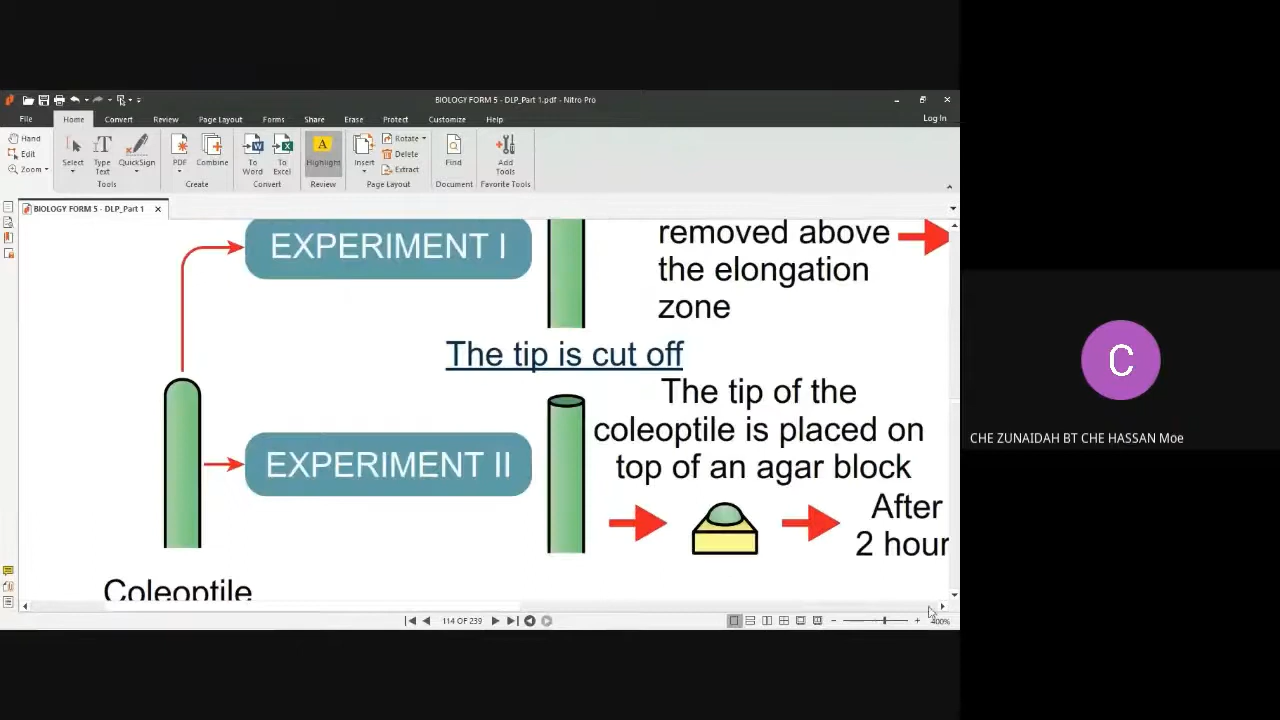 BIOLOGY FORM 5 - DLP_Part 1.pdf - Nitro Pro
File Home Convert Review Page Layout Forms Share Erase Protect Customize Help Log In
Hand
Edit
Zoom
Select
Type Text
QuickSign
Tools
PDF
Combine
Create
To Word
To Excel
Convert
Highlight
Review
Insert
Rotate
Delete
Extract
Page Layout
Find
Document
Add Tools
Favorite Tools
BIOLOGY FORM 5 - DLP_Part 1
EXPERIMENT I
removed above
the elongation
zone
The tip is cut off
EXPERIMENT II
The tip of the
coleoptile is placed on
top of an agar block
After
2 hour
Coleoptile
114 OF 239
400%
C
CHE ZUNAIDAH BT CHE HASSAN Moe